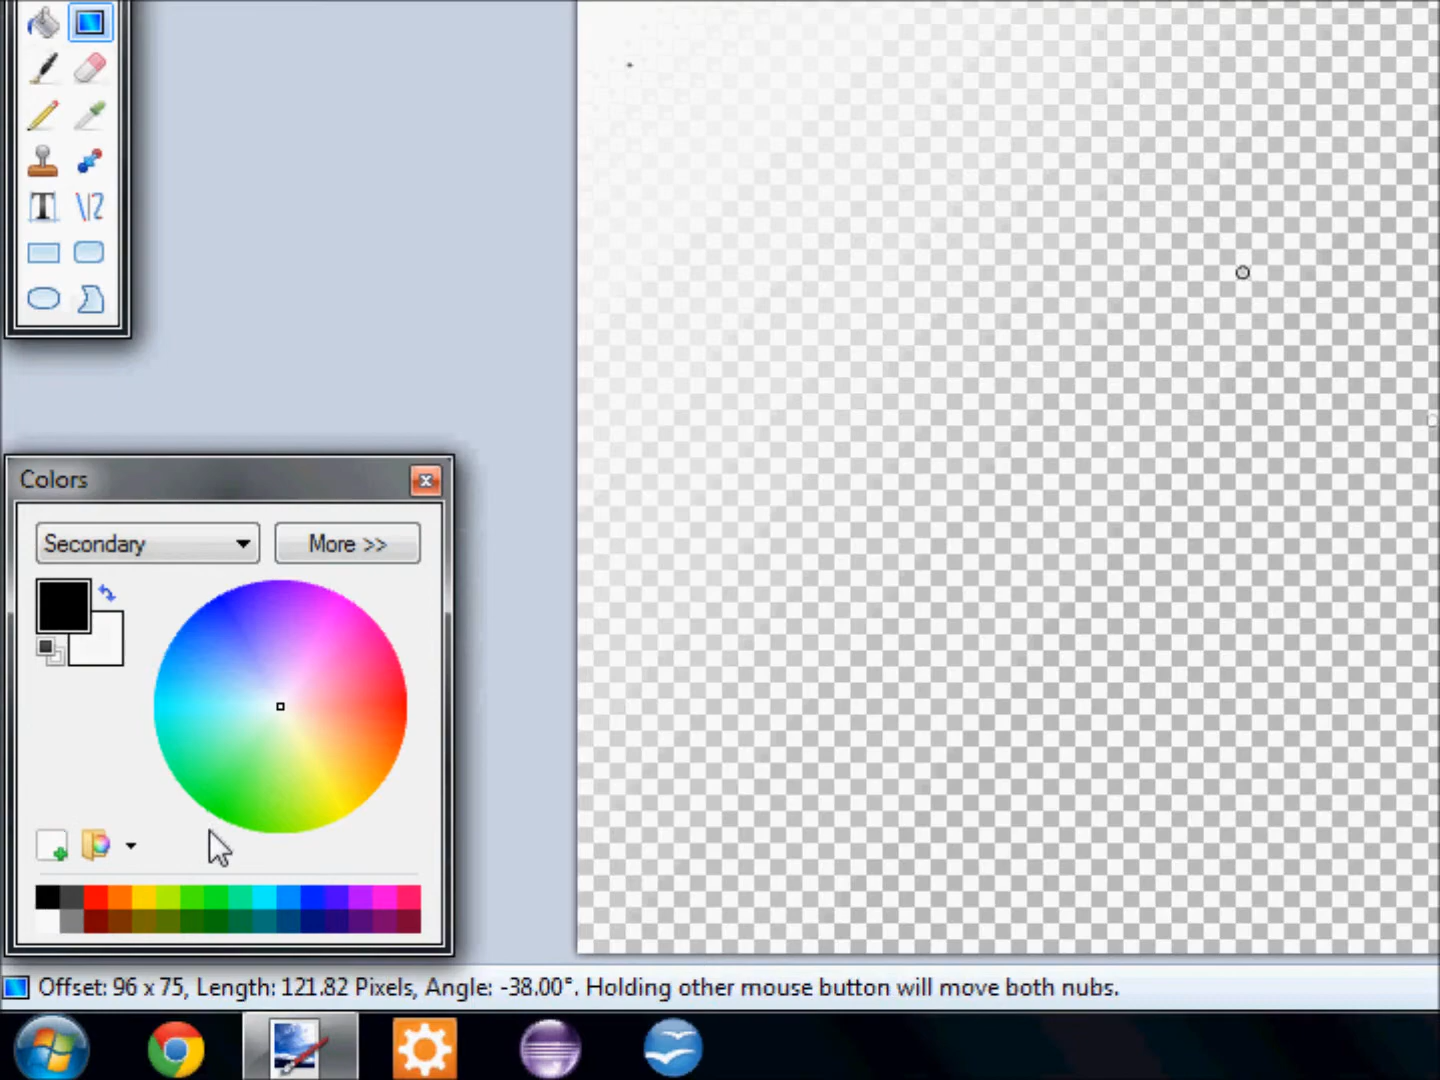 Colors
Secondary
More >>
Offset: 96 x 75, Length: 121.82 Pixels, Angle: -38.00°. Holding other mouse button will move both nubs.